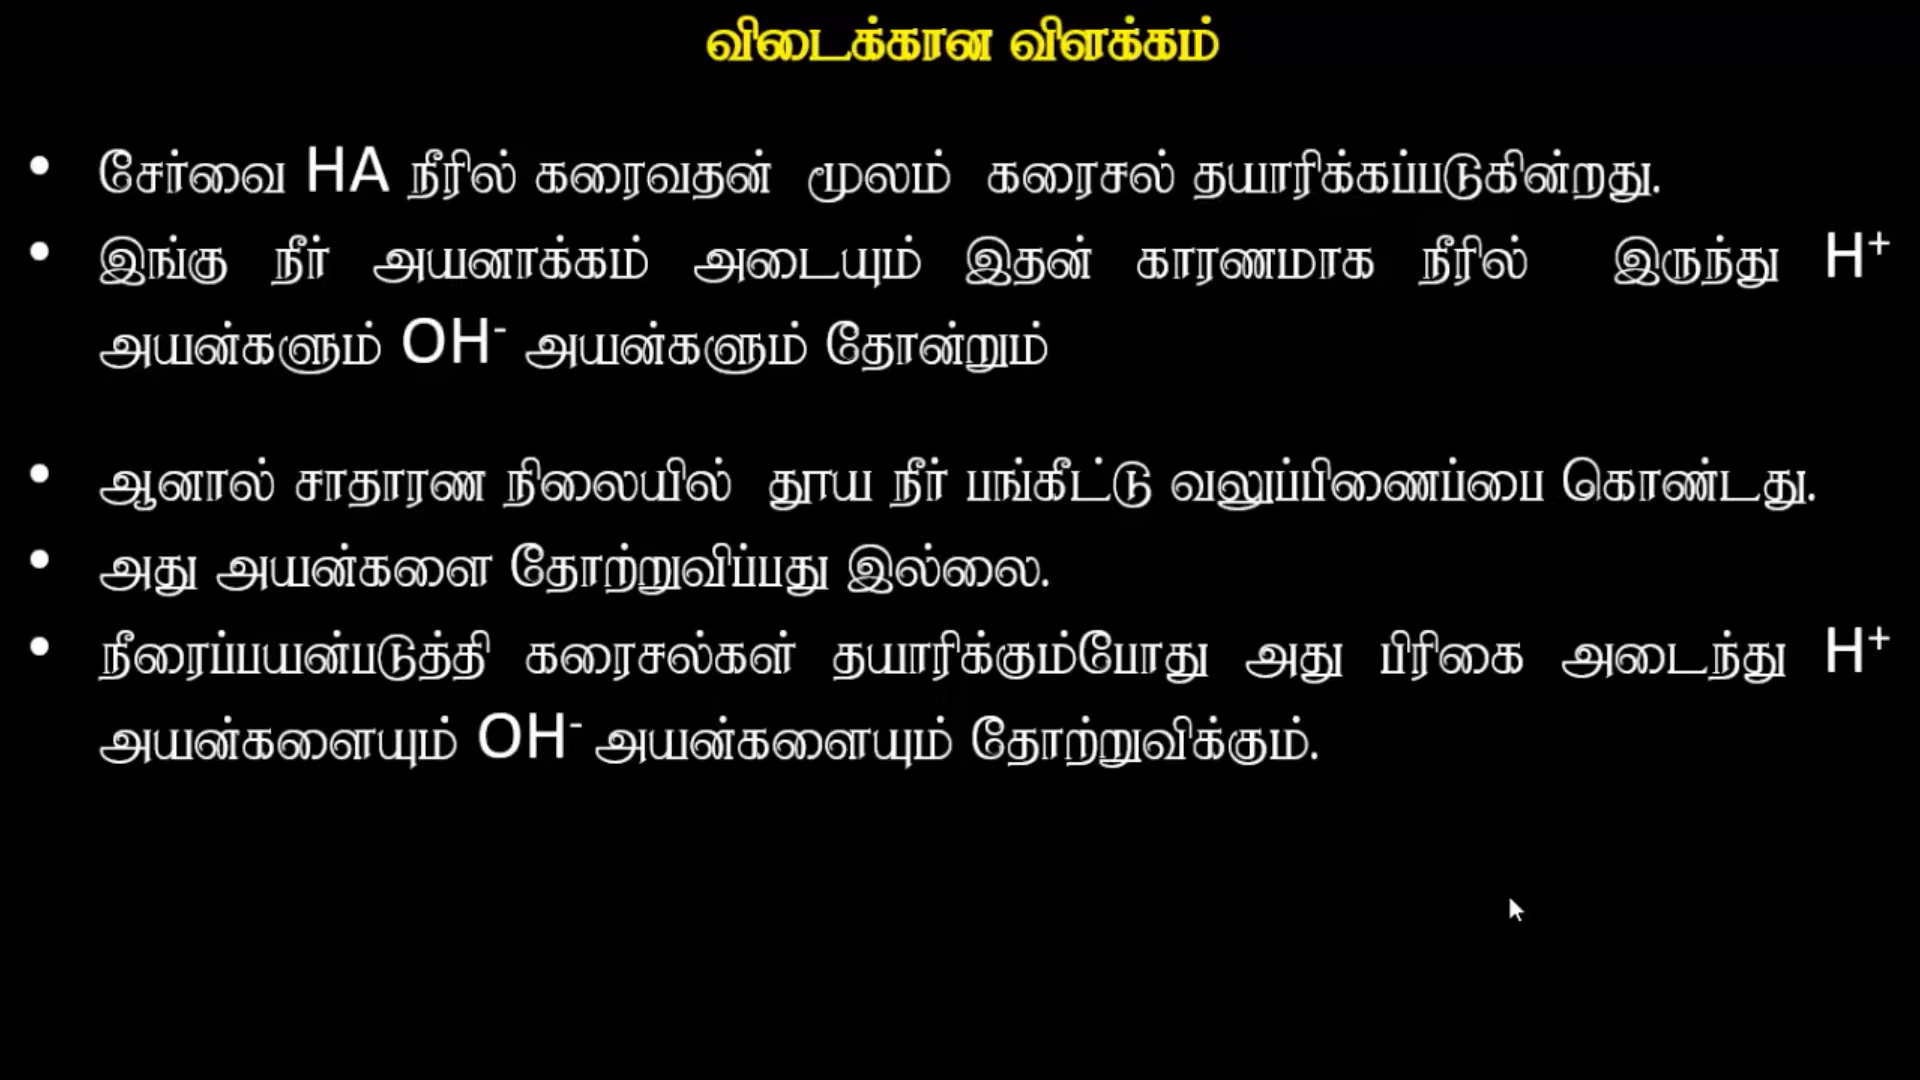 விடைக்கான விளக்கம்
• சேர்வை HA நீரில் கரைவதன் மூலம் கரைசல் தயாரிக்கப்படுகின்றது.
• இங்கு நீர் அயனாக்கம் அடையும் இதன் காரணமாக நீரில் இருந்து H⁺
அயன்களும் OH⁻ அயன்களும் தோன்றும்
• ஆனால் சாதாரண நிலையில் தூய நீர் பங்கீட்டு வலுப்பிணைப்பை கொண்டது.
• அது அயன்களை தோற்றுவிப்பது இல்லை.
• நீரைப்பயன்படுத்தி கரைசல்கள் தயாரிக்கும்போது அது பிரிகை அடைந்து H⁺
அயன்களையும் OH⁻ அயன்களையும் தோற்றுவிக்கும்.